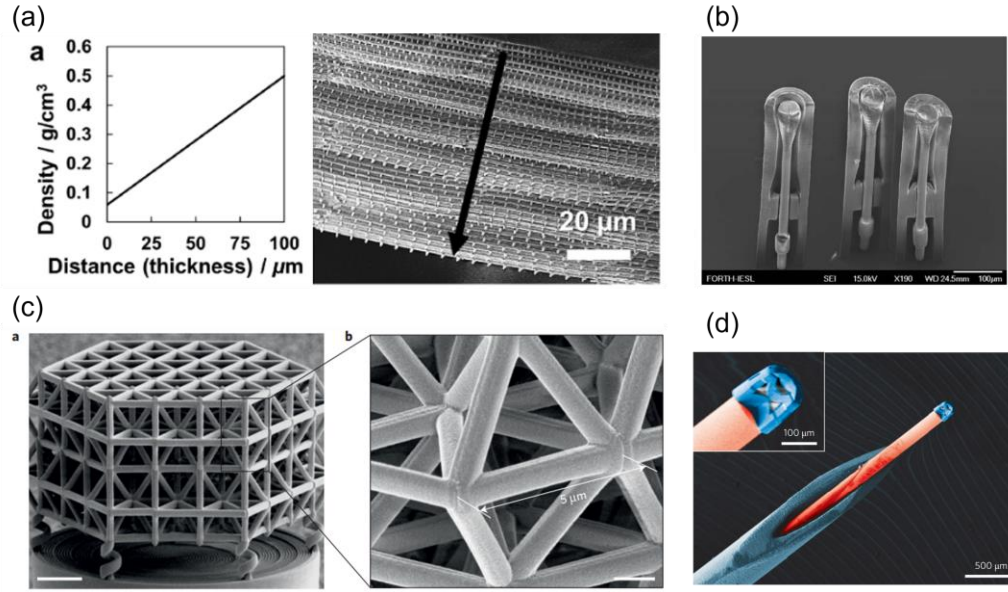 (a)
a
0.6
0.5
0.4
0.3
0.2
0.1
0
Density / g/cm³
0 25 50 75 100
Distance (thickness) / µm
20 µm
(b)
FORTH-IESL SEI 15.0kV X190 WD 24.5mm 100µm
(c)
a
b
5 µm
(d)
100 µm
500 µm